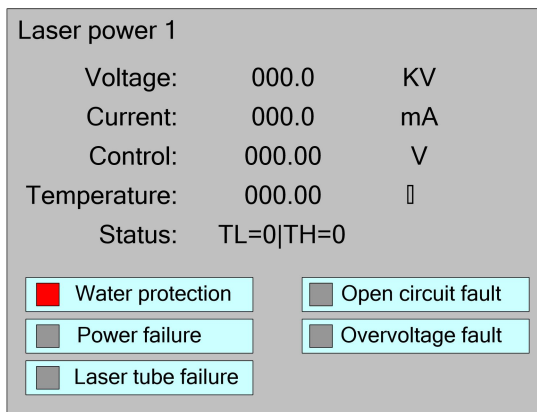 Laser power 1
Voltage: 000.0 KV
Current: 000.0 mA
Control: 000.00 V
Temperature: 000.00
Status: TL=0|TH=0
Water protection Open circuit fault
Power failure Overvoltage fault
Laser tube failure